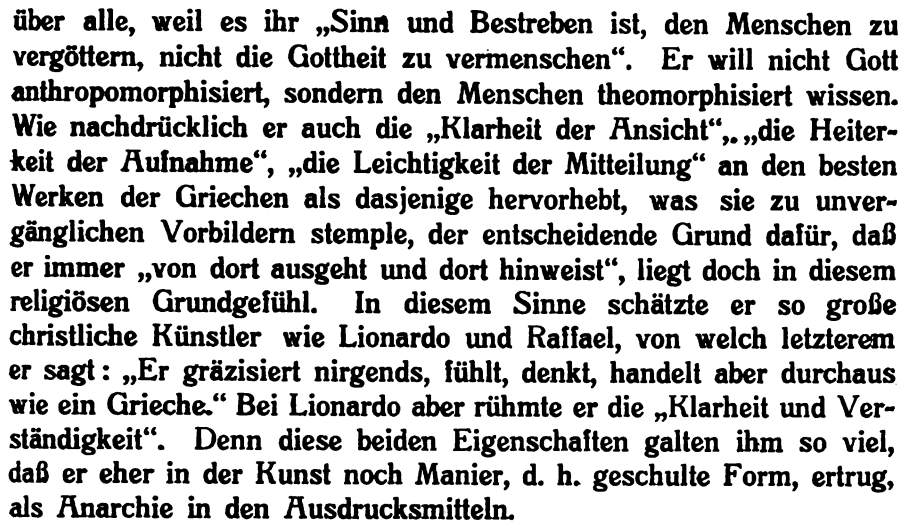 über alle, weil es ihr „Sinn und Bestreben ist, den Menschen zu
vergöttern, nicht die Gottheit zu vermenschen“. Er will nicht Gott
anthropomorphisiert, sondern den Menschen theomorphisiert wissen.
Wie nachdrücklich er auch die „Klarheit der Ansicht“, „die Heiter-
keit der Aufnahme“, „die Leichtigkeit der Mitteilung“ an den besten
Werken der Griechen als dasjenige hervorhebt, was sie zu unver-
gänglichen Vorbildern stemple, der entscheidende Grund dafür, daß
er immer „von dort ausgeht und dort hinweist“, liegt doch in diesem
religiösen Grundgefühl. In diesem Sinne schätzte er so große
christliche Künstler wie Lionardo und Raffael, von welch letzterem
er sagt: „Er gräzisiert nirgends, fühlt, denkt, handelt aber durchaus
wie ein Grieche.“ Bei Lionardo aber rühmte er die „Klarheit und Ver-
ständigkeit“. Denn diese beiden Eigenschaften galten ihm so viel,
daß er eher in der Kunst noch Manier, d. h. geschulte Form, ertrug,
als Anarchie in den Ausdrucksmitteln.